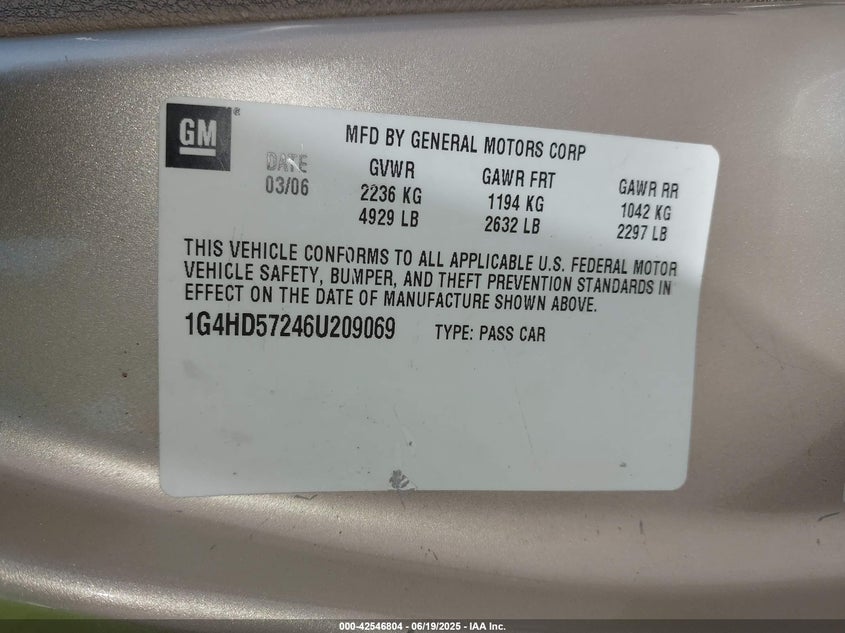 GM®
MFD BY GENERAL MOTORS CORP
DATE GVWR GAWR FRT GAWR RR
03/06 2236 KG 1194 KG 1042 KG
4929 LB 2632 LB 2297 LB
THIS VEHICLE CONFORMS TO ALL APPLICABLE U.S. FEDERAL MOTOR
VEHICLE SAFETY, BUMPER, AND THEFT PREVENTION STANDARDS IN
EFFECT ON THE DATE OF MANUFACTURE SHOWN ABOVE.
1G4HD57246U209069 TYPE: PASS CAR
000-42546804 - 06/19/2025 - IAA Inc.